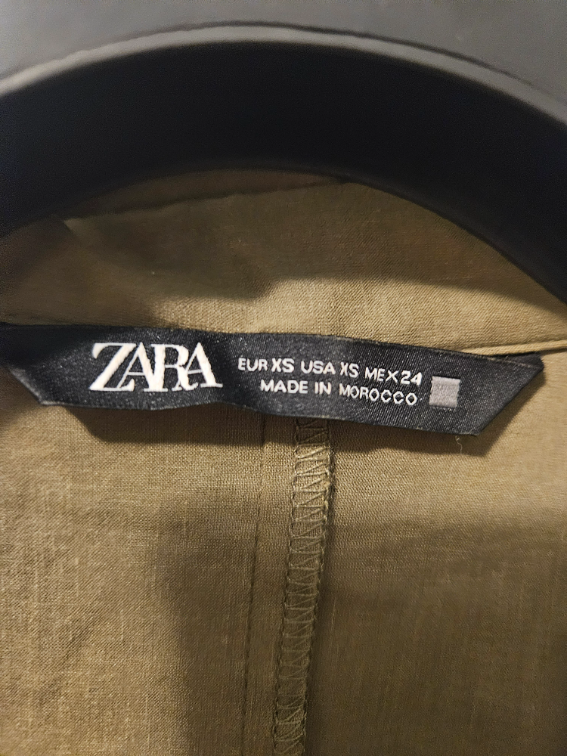 ZARA
EUR XS USA XS MEX 24
MADE IN MOROCCO